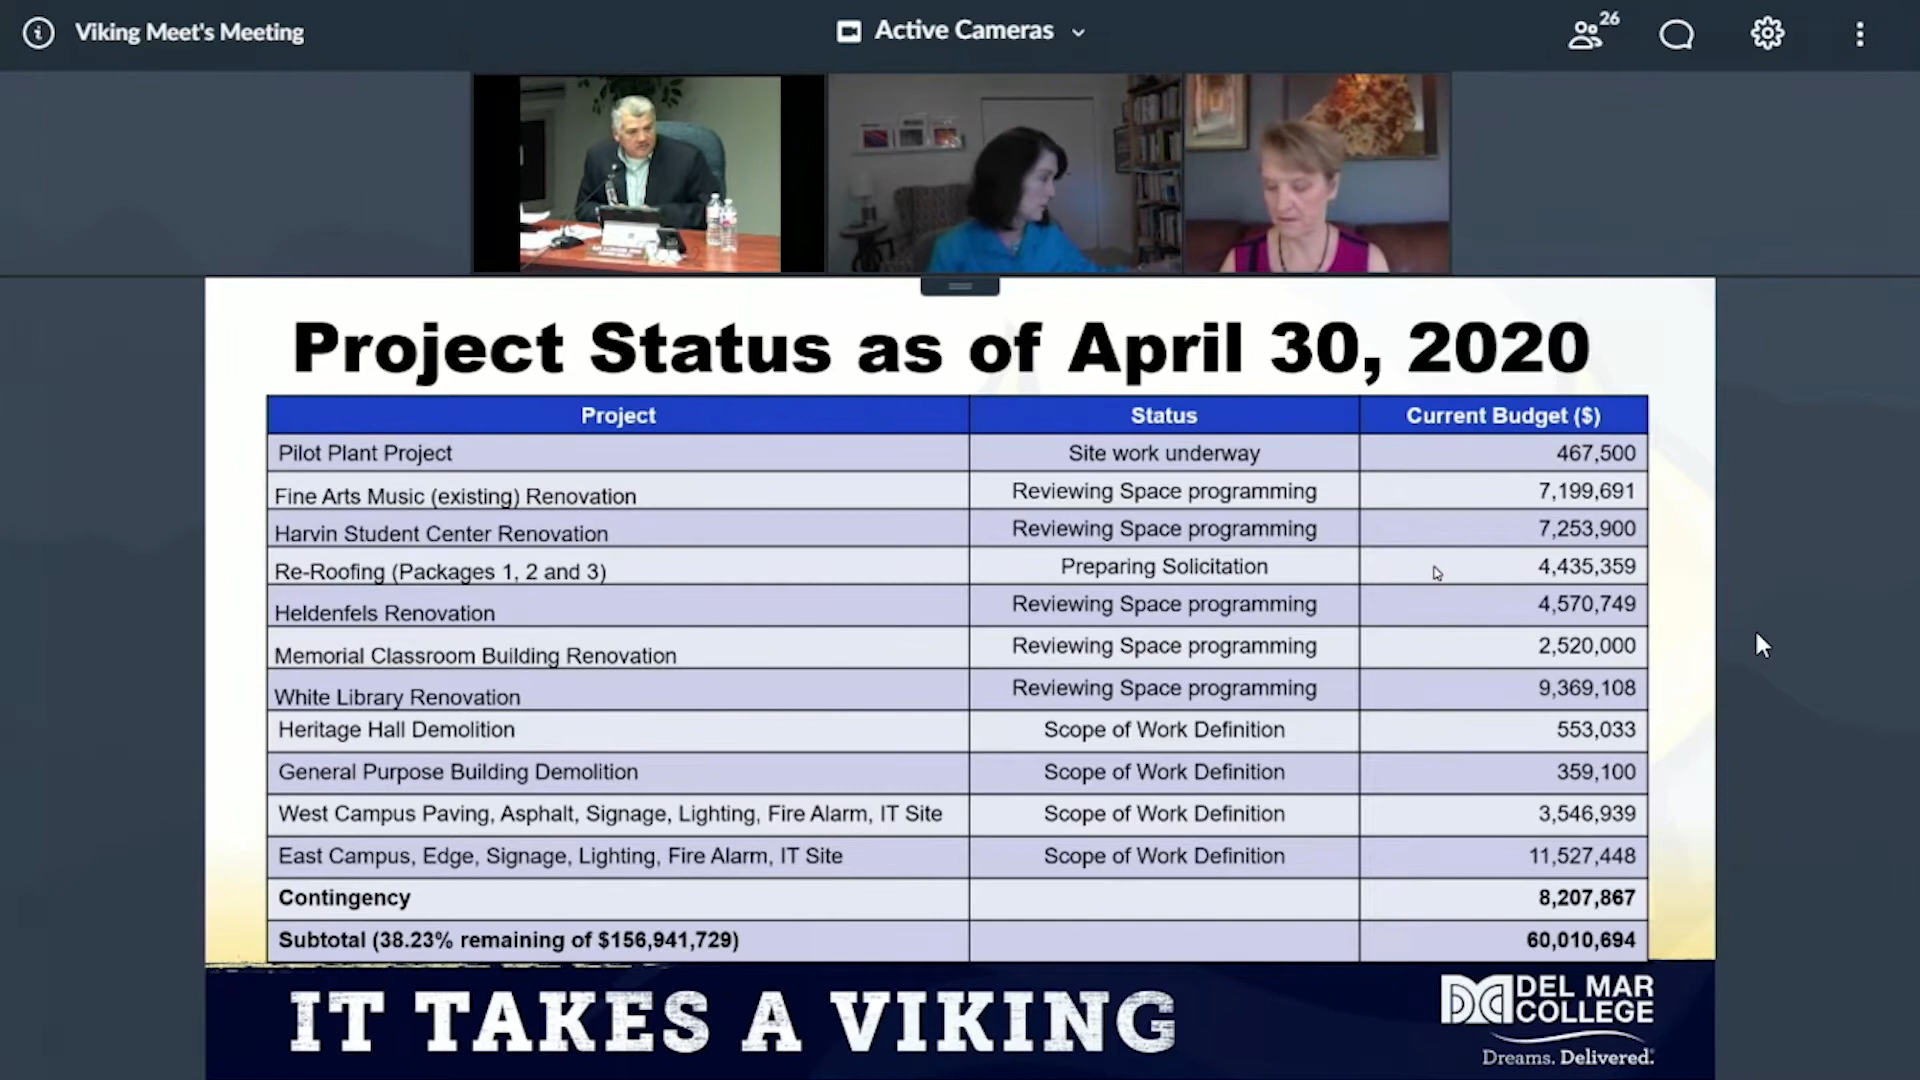 Viking Meet's Meeting
Active Cameras
26
Project Status as of April 30, 2020
Project Status Current Budget ($)
Pilot Plant Project Site work underway 467,500
Fine Arts Music (existing) Renovation Reviewing Space programming 7,199,691
Harvin Student Center Renovation Reviewing Space programming 7,253,900
Re-Roofing (Packages 1, 2 and 3) Preparing Solicitation 4,435,359
Heldenfels Renovation Reviewing Space programming 4,570,749
Memorial Classroom Building Renovation Reviewing Space programming 2,520,000
White Library Renovation Reviewing Space programming 9,369,108
Heritage Hall Demolition Scope of Work Definition 553,033
General Purpose Building Demolition Scope of Work Definition 359,100
West Campus Paving, Asphalt, Signage, Lighting, Fire Alarm, IT Site Scope of Work Definition 3,546,939
East Campus, Edge, Signage, Lighting, Fire Alarm, IT Site Scope of Work Definition 11,527,448
Contingency 8,207,867
Subtotal (38.23% remaining of $156,941,729) 60,010,694
IT TAKES A VIKING
DMC DEL MAR
COLLEGE
Dreams. Delivered.